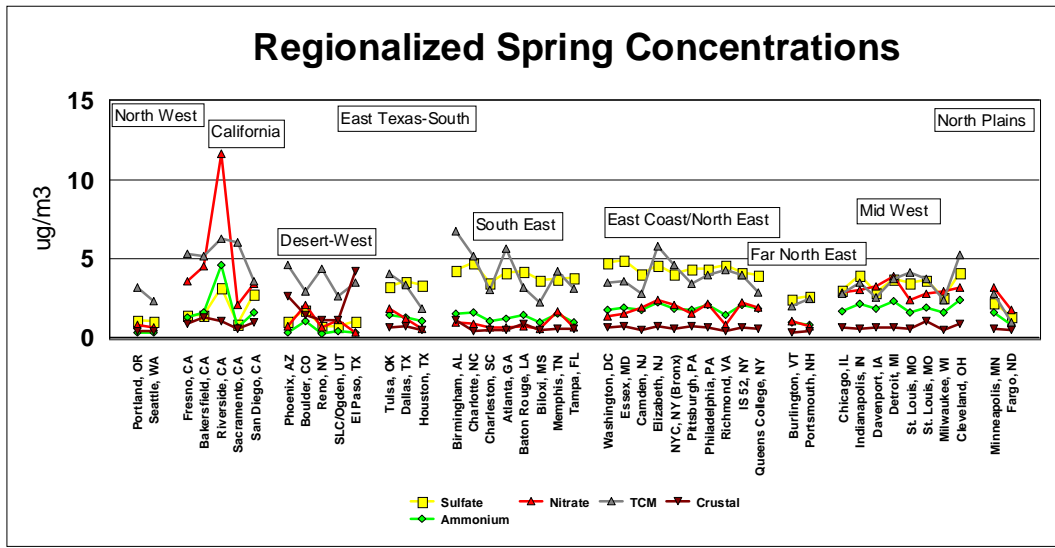 Regionalized Spring Concentrations
ug/m3
15
10
5
0
North West
California
Desert-West
East Texas-South
South East
East Coast/North East
Far North East
Mid West
North Plains
Portland, OR
Seattle, WA
Fresno, CA
Bakersfield, CA
Riverside, CA
Sacramento, CA
San Diego, CA
Phoenix, AZ
Boulder, CO
Reno, NV
SLC/Ogden, UT
El Paso, TX
Tulsa, OK
Dallas, TX
Houston, TX
Birmingham, AL
Charlotte, NC
Charleston, SC
Atlanta, GA
Baton Rouge, LA
Biloxi, MS
Memphis, TN
Tampa, FL
Washington, DC
Essex, MD
Camden, NJ
Elizabeth, NJ
NYC, NY (Bronx)
Pittsburgh, PA
Philadelphia, PA
Richmond, VA
IS 52, NY
Queens College, NY
Burlington, VT
Portsmouth, NH
Chicago, IL
Indianapolis, IN
Davenport, IA
Detroit, MI
St. Louis, MO
St. Louis, MO
Milwaukee, WI
Cleveland, OH
Minneapolis, MN
Fargo, ND
Sulfate
Nitrate
TCM
Crustal
Ammonium